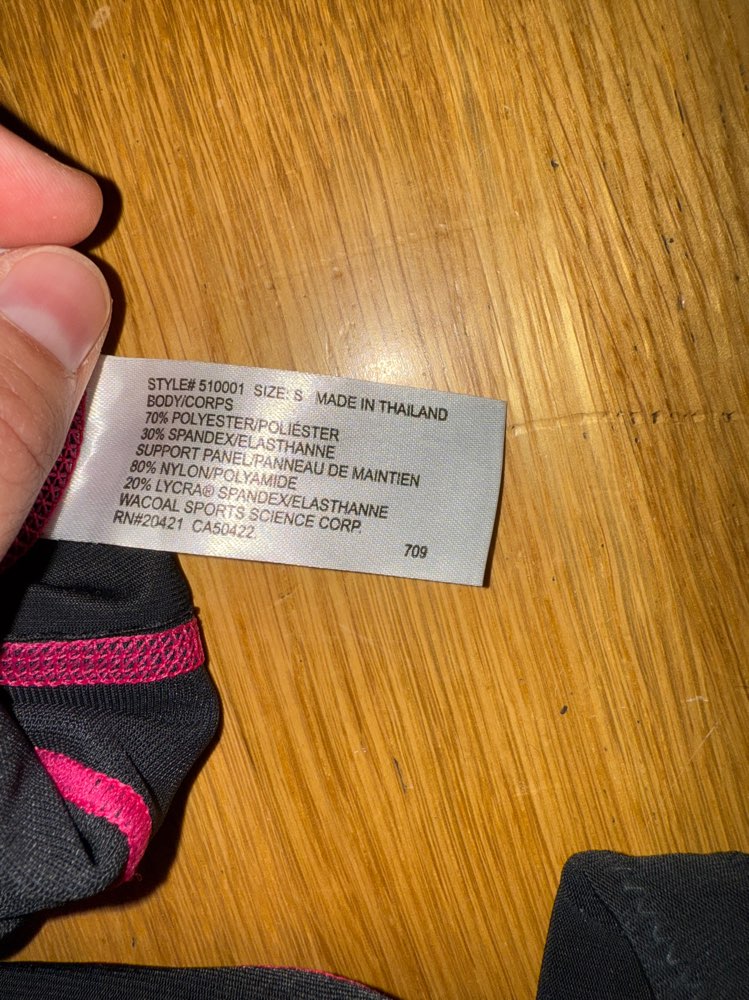 STYLE# 510001 SIZE: S MADE IN THAILAND
BODY/CORPS
70% POLYESTER/POLIÉSTER
30% SPANDEX/ELASTHANNE
SUPPORT PANEL/PANNEAU DE MAINTIEN
80% NYLON/POLYAMIDE
20% LYCRA® SPANDEX/ELASTHANNE
WACOAL SPORTS SCIENCE CORP.
RN#20421 CA50422.
709